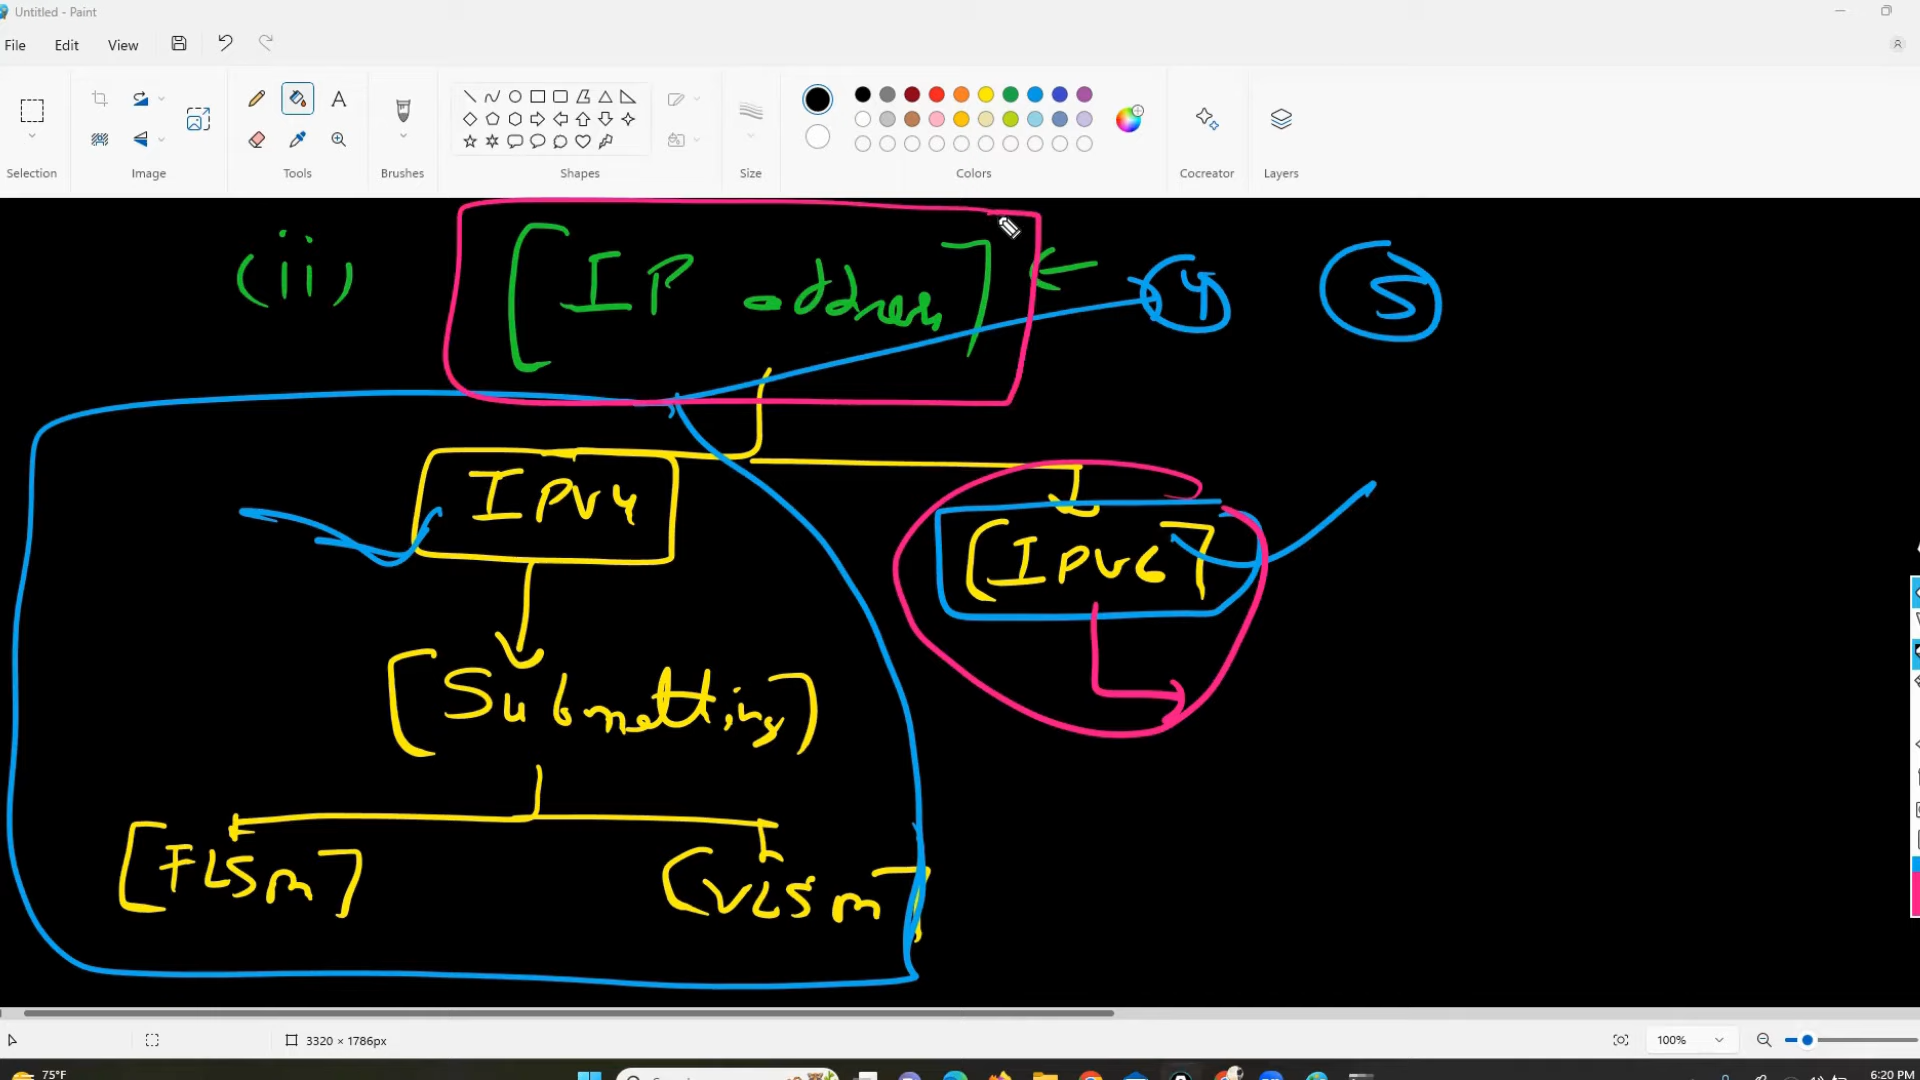 Untitled - Paint
File Edit View
Selection Image Tools Brushes Shapes Size Colors Cocreator Layers
(ii) [IP address] ← 4 5
IPV4
[IPV6]
[Subnetting]
[FLSm] [VLSm]
3320 × 1786px 100%
75°F 6:20 PM